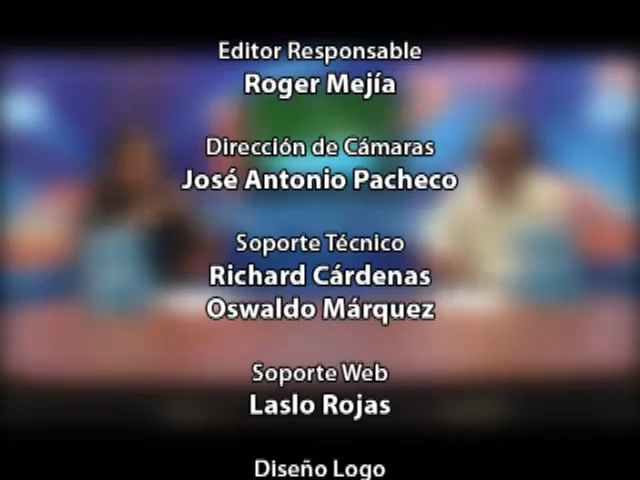 Editor Responsable
Roger Mejía
Dirección de Cámaras
José Antonio Pacheco
Soporte Técnico
Richard Cárdenas
Oswaldo Márquez
Soporte Web
Laslo Rojas
Diseño Logo